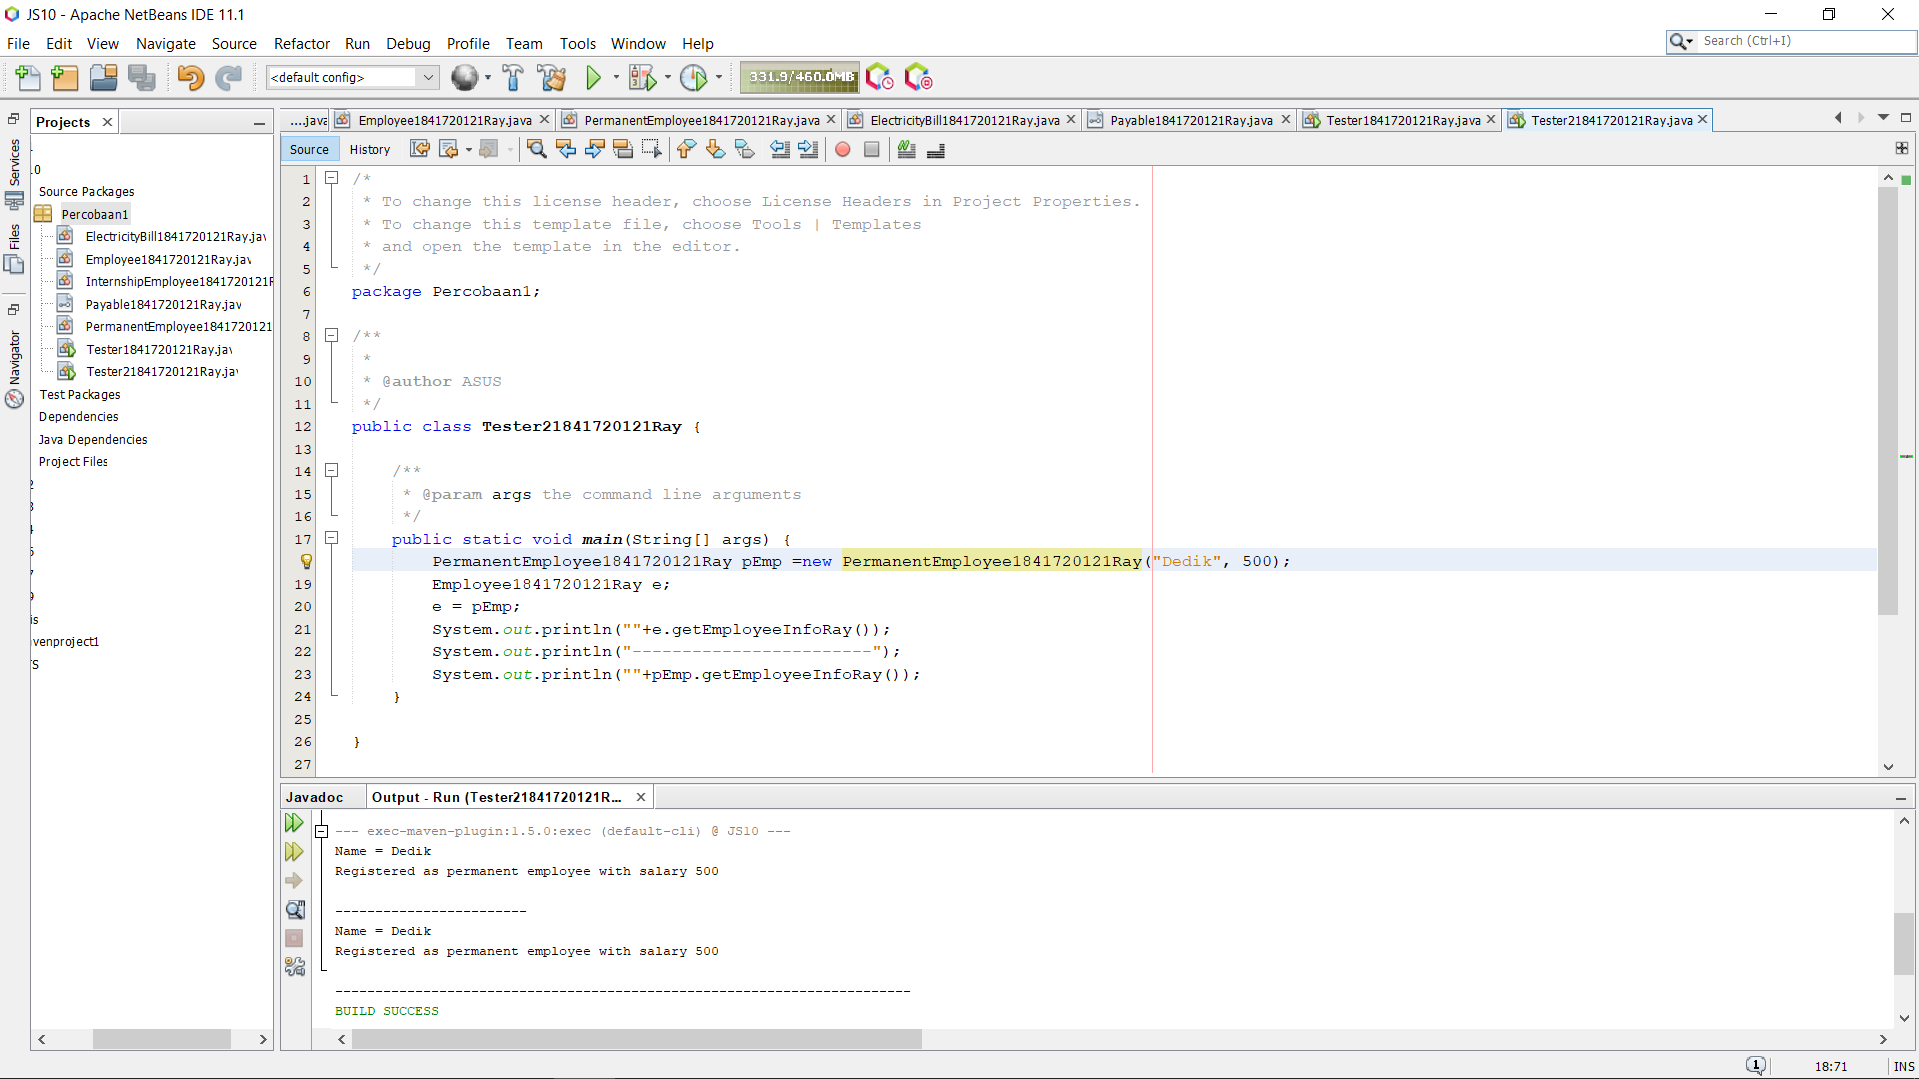 JS10 - Apache NetBeans IDE 11.1
File Edit View Navigate Source Refactor Run Debug Profile Team Tools Window Help
Search (Ctrl+I)
<default config>
331.9/460.0MB
Projects
....java
Employee1841720121Ray.java
PermanentEmployee1841720121Ray.java
ElectricityBill1841720121Ray.java
Payable1841720121Ray.java
Tester1841720121Ray.java
Tester21841720121Ray.java
Services
Files
Navigator
Source History
.0
Source Packages
Percobaan1
ElectricityBill1841720121Ray.jav
Employee1841720121Ray.jav
InternshipEmployee1841720121R
Payable1841720121Ray.jav
PermanentEmployee1841720121
Tester1841720121Ray.jav
Tester21841720121Ray.jav
Test Packages
Dependencies
Java Dependencies
Project Files
is
venproject1
'S
1 /*
2 * To change this license header, choose License Headers in Project Properties.
3 * To change this template file, choose Tools | Templates
4 * and open the template in the editor.
5 */
6 package Percobaan1;
7
8 /**
9 *
10 * @author ASUS
11 */
12 public class Tester21841720121Ray {
13
14 /**
15 * @param args the command line arguments
16 */
17 public static void main(String[] args) {
PermanentEmployee1841720121Ray pEmp =new PermanentEmployee1841720121Ray("Dedik", 500);
19 Employee1841720121Ray e;
20 e = pEmp;
21 System.out.println(""+e.getEmployeeInfoRay());
22 System.out.println("------------------------");
23 System.out.println(""+pEmp.getEmployeeInfoRay());
24 }
25
26 }
27
Javadoc
Output - Run (Tester21841720121R...
--- exec-maven-plugin:1.5.0:exec (default-cli) @ JS10 ---
Name = Dedik
Registered as permanent employee with salary 500
------------------------
Name = Dedik
Registered as permanent employee with salary 500
------------------------------------------------------------------------
BUILD SUCCESS
1
18:71
INS